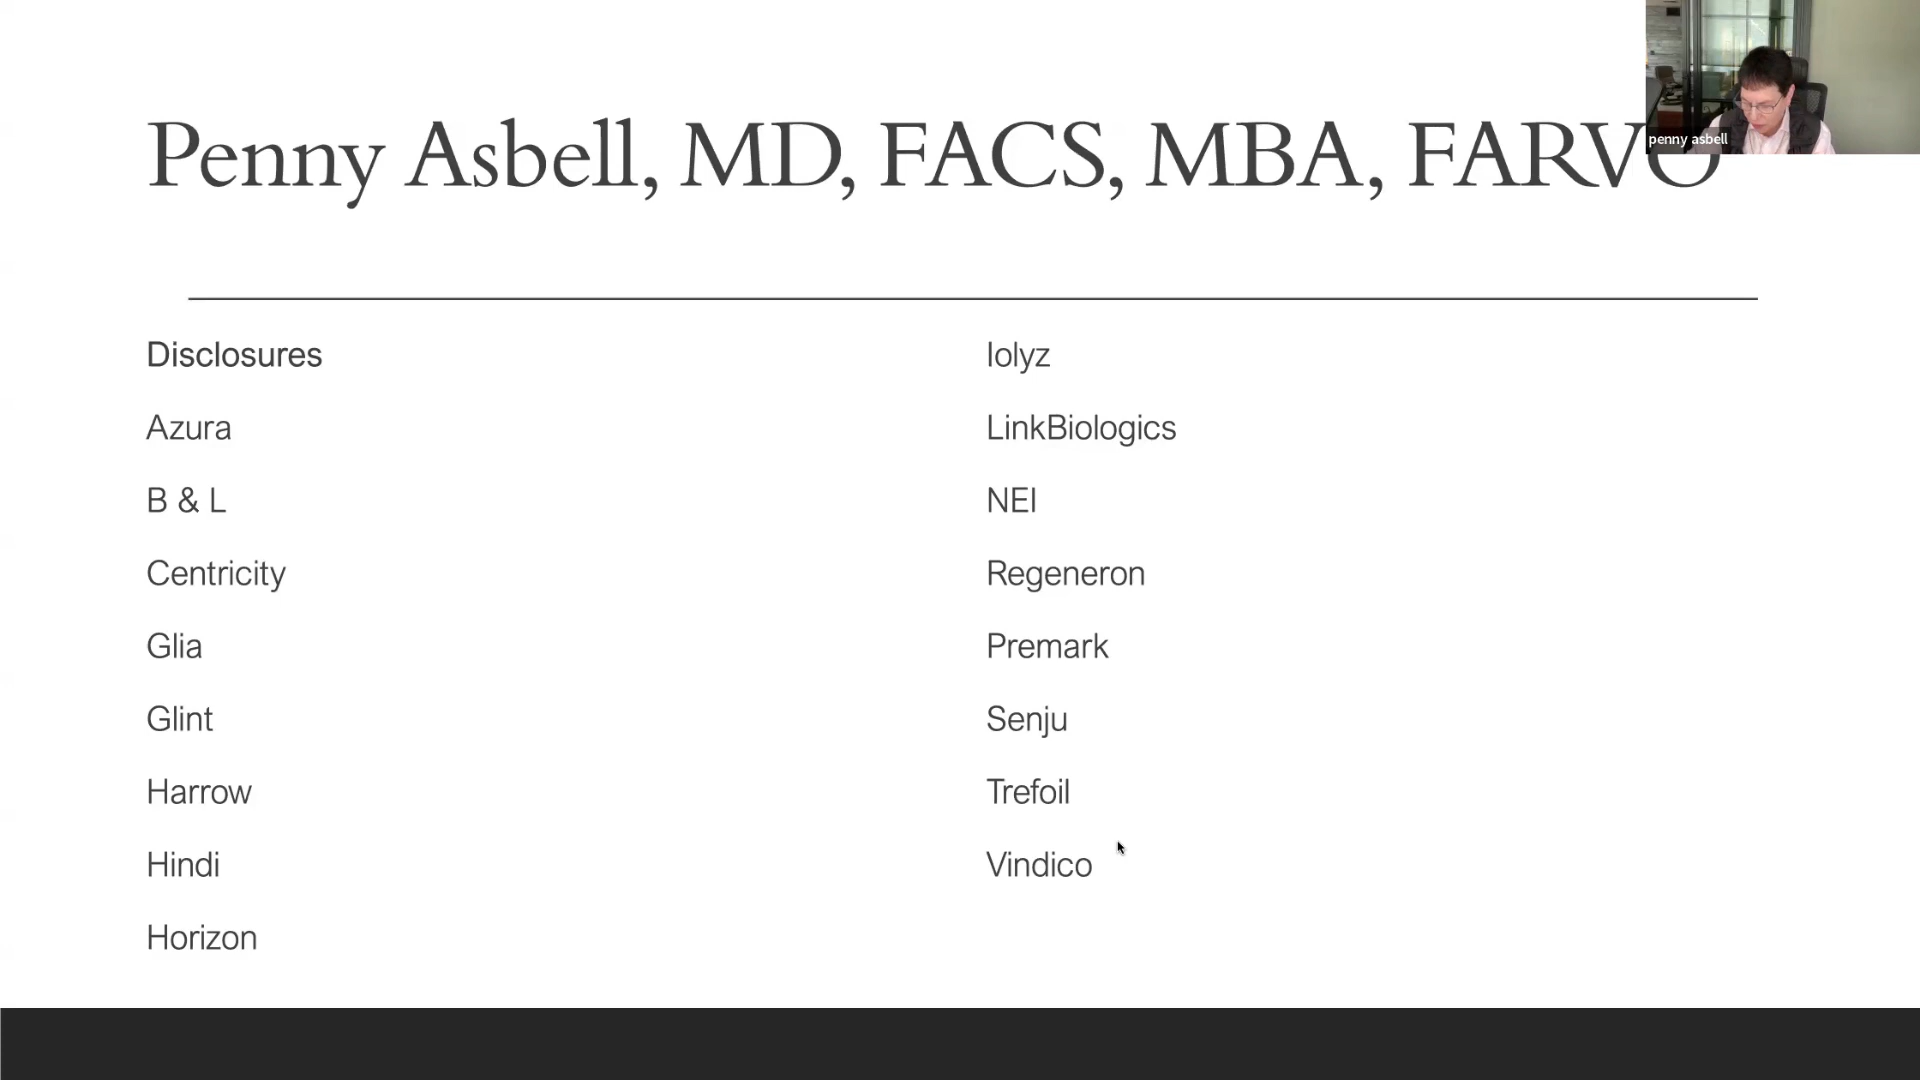 Penny Asbell, MD, FACS, MBA, FARVO
penny asbell
Disclosures
Azura
B & L
Centricity
Glia
Glint
Harrow
Hindi
Horizon
Iolyz
LinkBiologics
NEI
Regeneron
Premark
Senju
Trefoil
Vindico